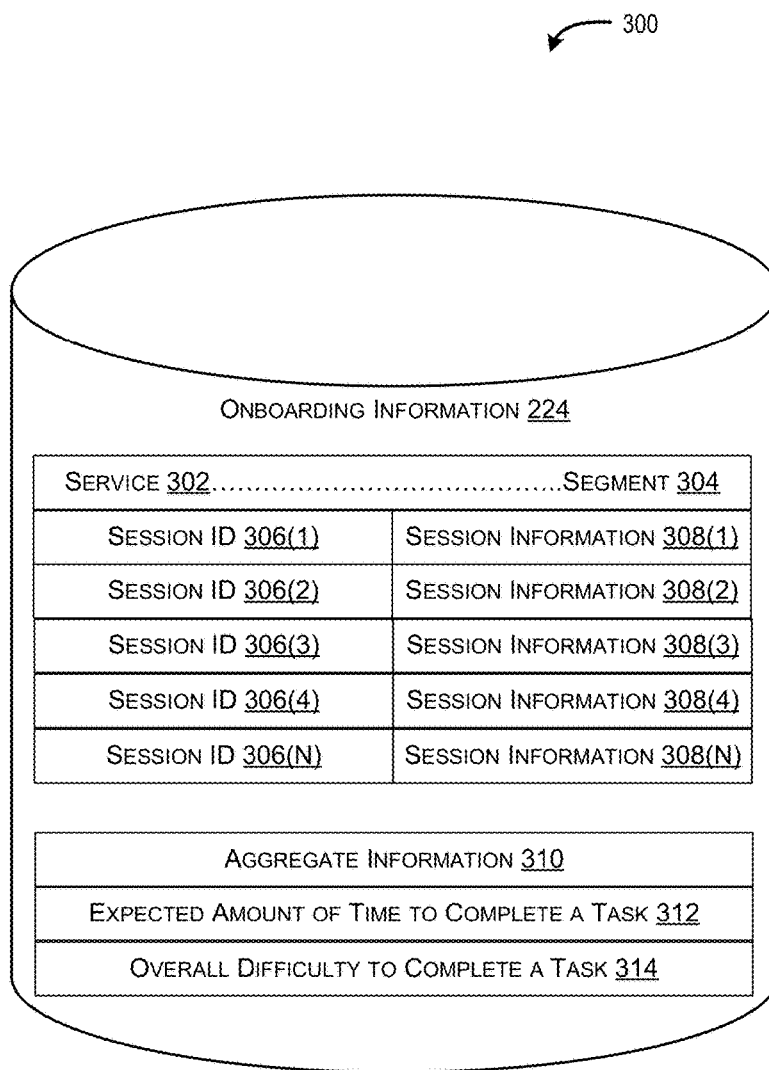 300
ONBOARDING INFORMATION 224
SERVICE 302.......................................SEGMENT 304
SESSION ID 306(1) SESSION INFORMATION 308(1)
SESSION ID 306(2) SESSION INFORMATION 308(2)
SESSION ID 306(3) SESSION INFORMATION 308(3)
SESSION ID 306(4) SESSION INFORMATION 308(4)
SESSION ID 306(N) SESSION INFORMATION 308(N)
AGGREGATE INFORMATION 310
EXPECTED AMOUNT OF TIME TO COMPLETE A TASK 312
OVERALL DIFFICULTY TO COMPLETE A TASK 314